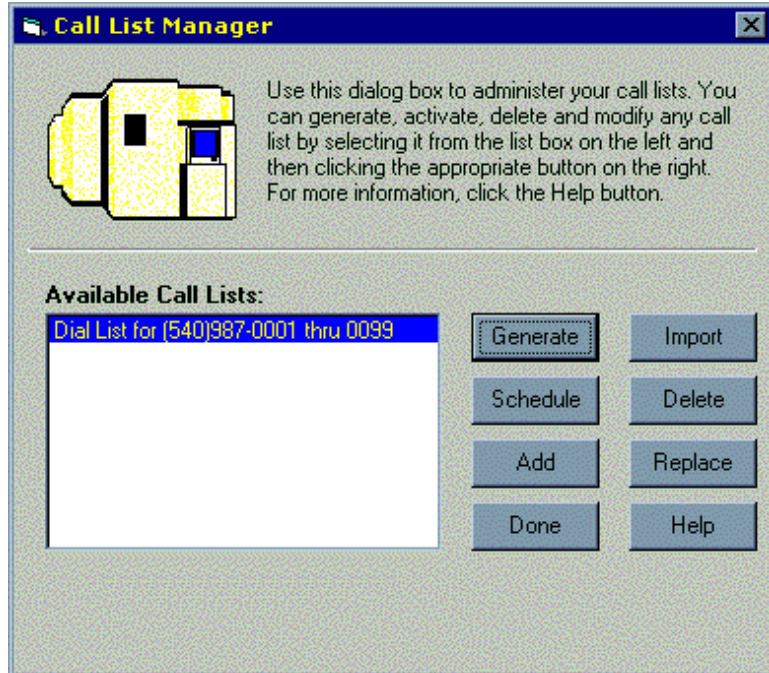 Call List Manager
Use this dialog box to administer your call lists. You
can generate, activate, delete and modify any call
list by selecting it from the list box on the left and
then clicking the appropriate button on the right.
For more information, click the Help button.
Available Call Lists:
Dial List for (540)987-0001 thru 0099
Generate
Import
Schedule
Delete
Add
Replace
Done
Help